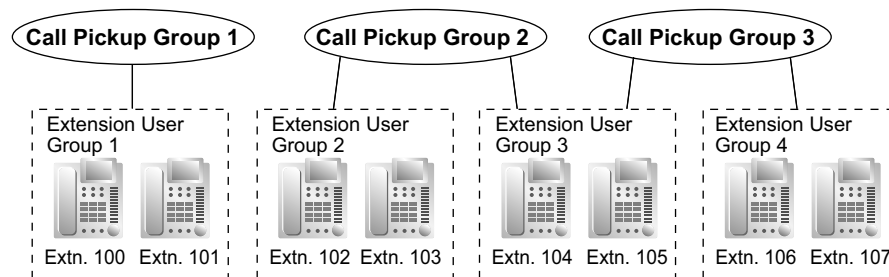 Call Pickup Group 1
Call Pickup Group 2
Call Pickup Group 3
Extension User
Group 1
Extension User
Group 2
Extension User
Group 3
Extension User
Group 4
Extn. 100
Extn. 101
Extn. 102
Extn. 103
Extn. 104
Extn. 105
Extn. 106
Extn. 107